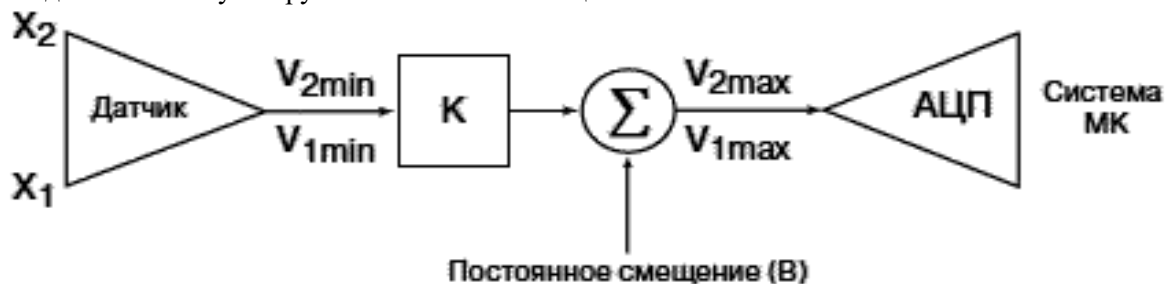 X2
Датчик
X1
V2min
V1min
K
Σ
V2max
V1max
АЦП
Система
МК
Постоянное смещение (В)